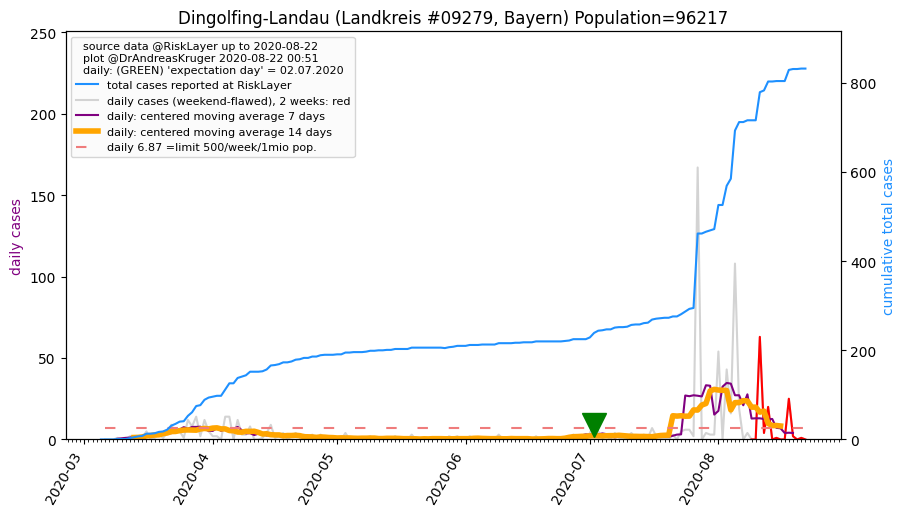 Dingolfing-Landau (Landkreis #09279, Bayern) Population=96217
source data @RiskLayer up to 2020-08-22
plot @DrAndreasKruger 2020-08-22 00:51
daily: (GREEN) 'expectation day' = 02.07.2020
total cases reported at RiskLayer
daily cases (weekend-flawed), 2 weeks: red
daily: centered moving average 7 days
daily: centered moving average 14 days
daily 6.87 =limit 500/week/1mio pop.
daily cases
250
200
150
100
50
0
cumulative total cases
800
600
400
200
0
2020-03
2020-04
2020-05
2020-06
2020-07
2020-08